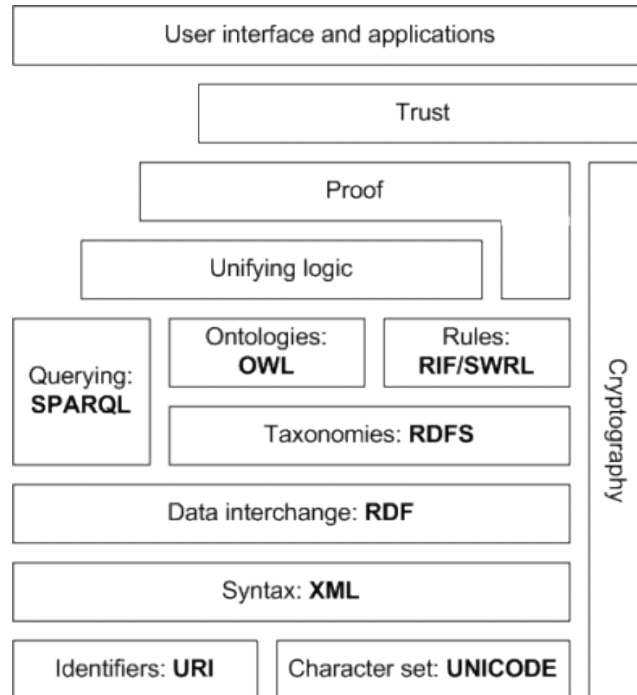 User interface and applications
Trust
Proof
Unifying logic
Querying:
SPARQL
Ontologies:
OWL
Rules:
RIF/SWRL
Taxonomies: RDFS
Cryptography
Data interchange: RDF
Syntax: XML
Identifiers: URI
Character set: UNICODE